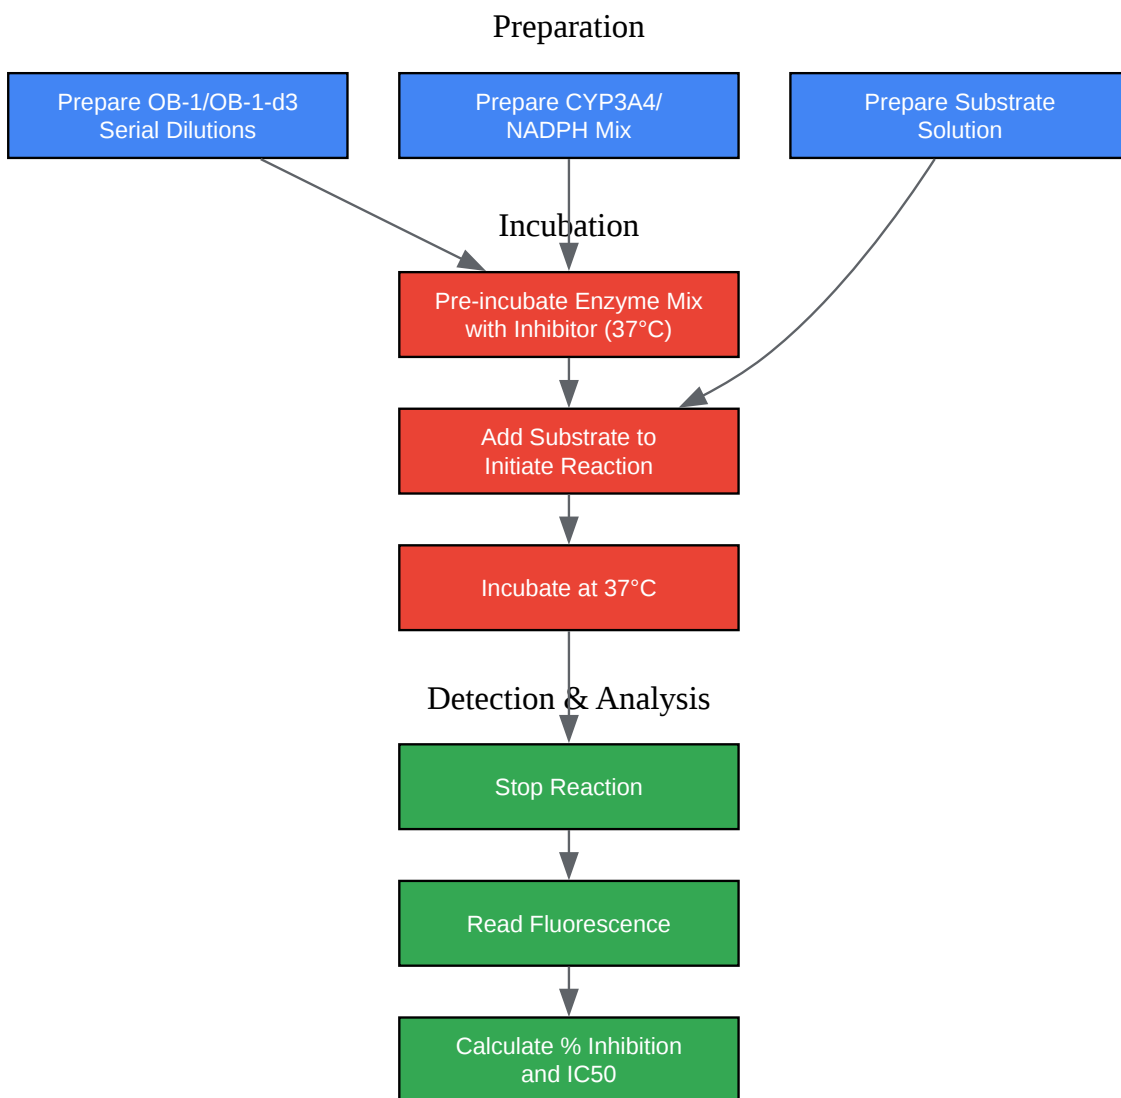 Preparation
Prepare OB-1/OB-1-d3
Serial Dilutions
Prepare CYP3A4/
NADPH Mix
Prepare Substrate
Solution
Incubation
Pre-incubate Enzyme Mix
with Inhibitor (37°C)
Add Substrate to
Initiate Reaction
Incubate at 37°C
Detection & Analysis
Stop Reaction
Read Fluorescence
Calculate % Inhibition
and IC50